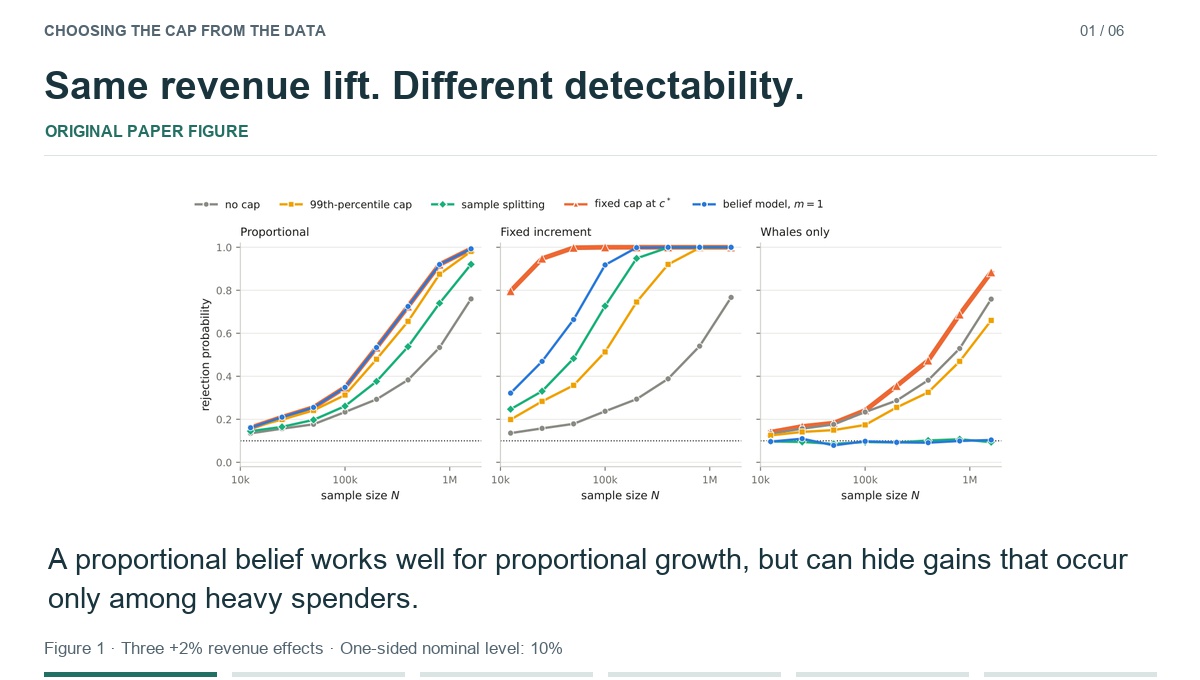 CHOOSING THE CAP FROM THE DATA
01 / 06
Same revenue lift. Different detectability.
ORIGINAL PAPER FIGURE
no cap
99th-percentile cap
sample splitting
fixed cap at c*
belief model, m = 1
Proportional
Fixed increment
Whales only
rejection probability
1.0
0.8
0.6
0.4
0.2
0.0
10k
100k
1M
10k
100k
1M
10k
100k
1M
sample size N
sample size N
sample size N
A proportional belief works well for proportional growth, but can hide gains that occur
only among heavy spenders.
Figure 1 · Three +2% revenue effects · One-sided nominal level: 10%